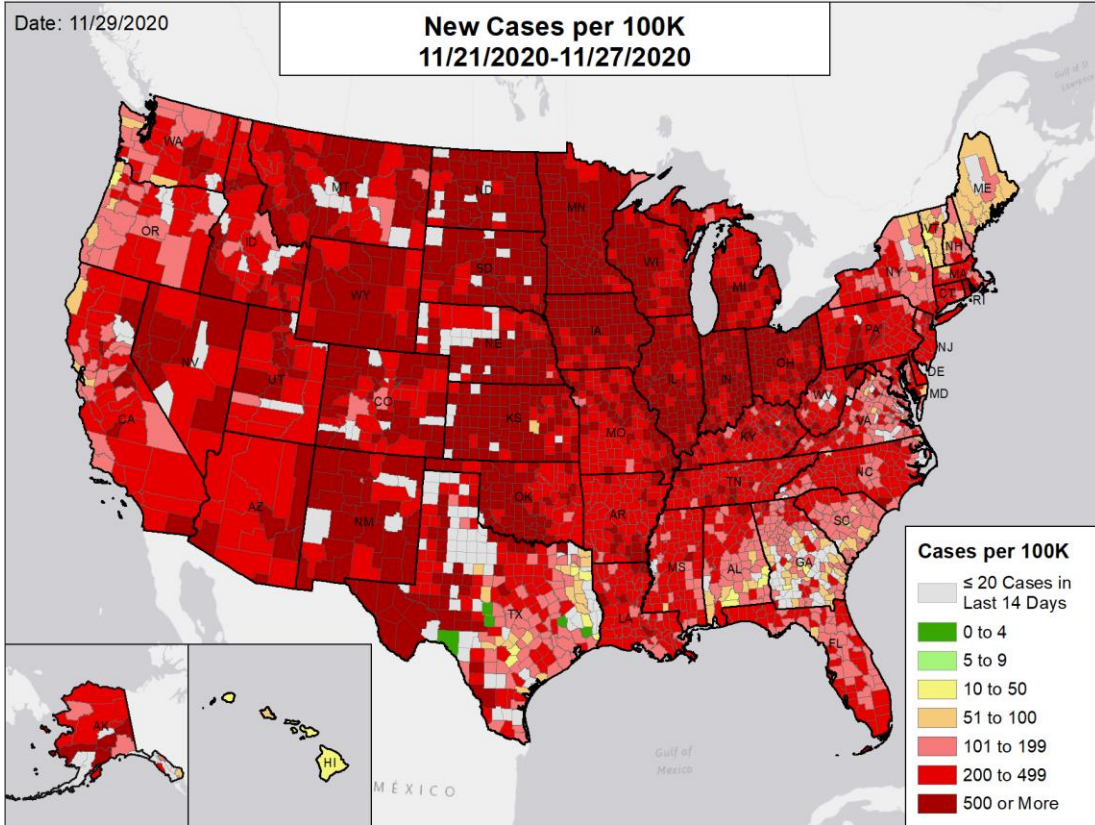 Date: 11/29/2020
New Cases per 100K
11/21/2020-11/27/2020
Gulf of St.
Lawrence
WA
MT
ND
MN
ME
OR
ID
SD
WI
MI
VT
NH
NY
MA
CT
RI
WY
IA
PA
NJ
NE
NV
UT
CO
IL
IN
OH
DE
MD
WV
VA
CA
KS
MO
KY
NC
TN
AZ
NM
OK
AR
SC
MS
AL
GA
TX
LA
FL
AK
HI
Gulf of
Mexico
MÉXICO
Cases per 100K
≤ 20 Cases in
Last 14 Days
0 to 4
5 to 9
10 to 50
51 to 100
101 to 199
200 to 499
500 or More